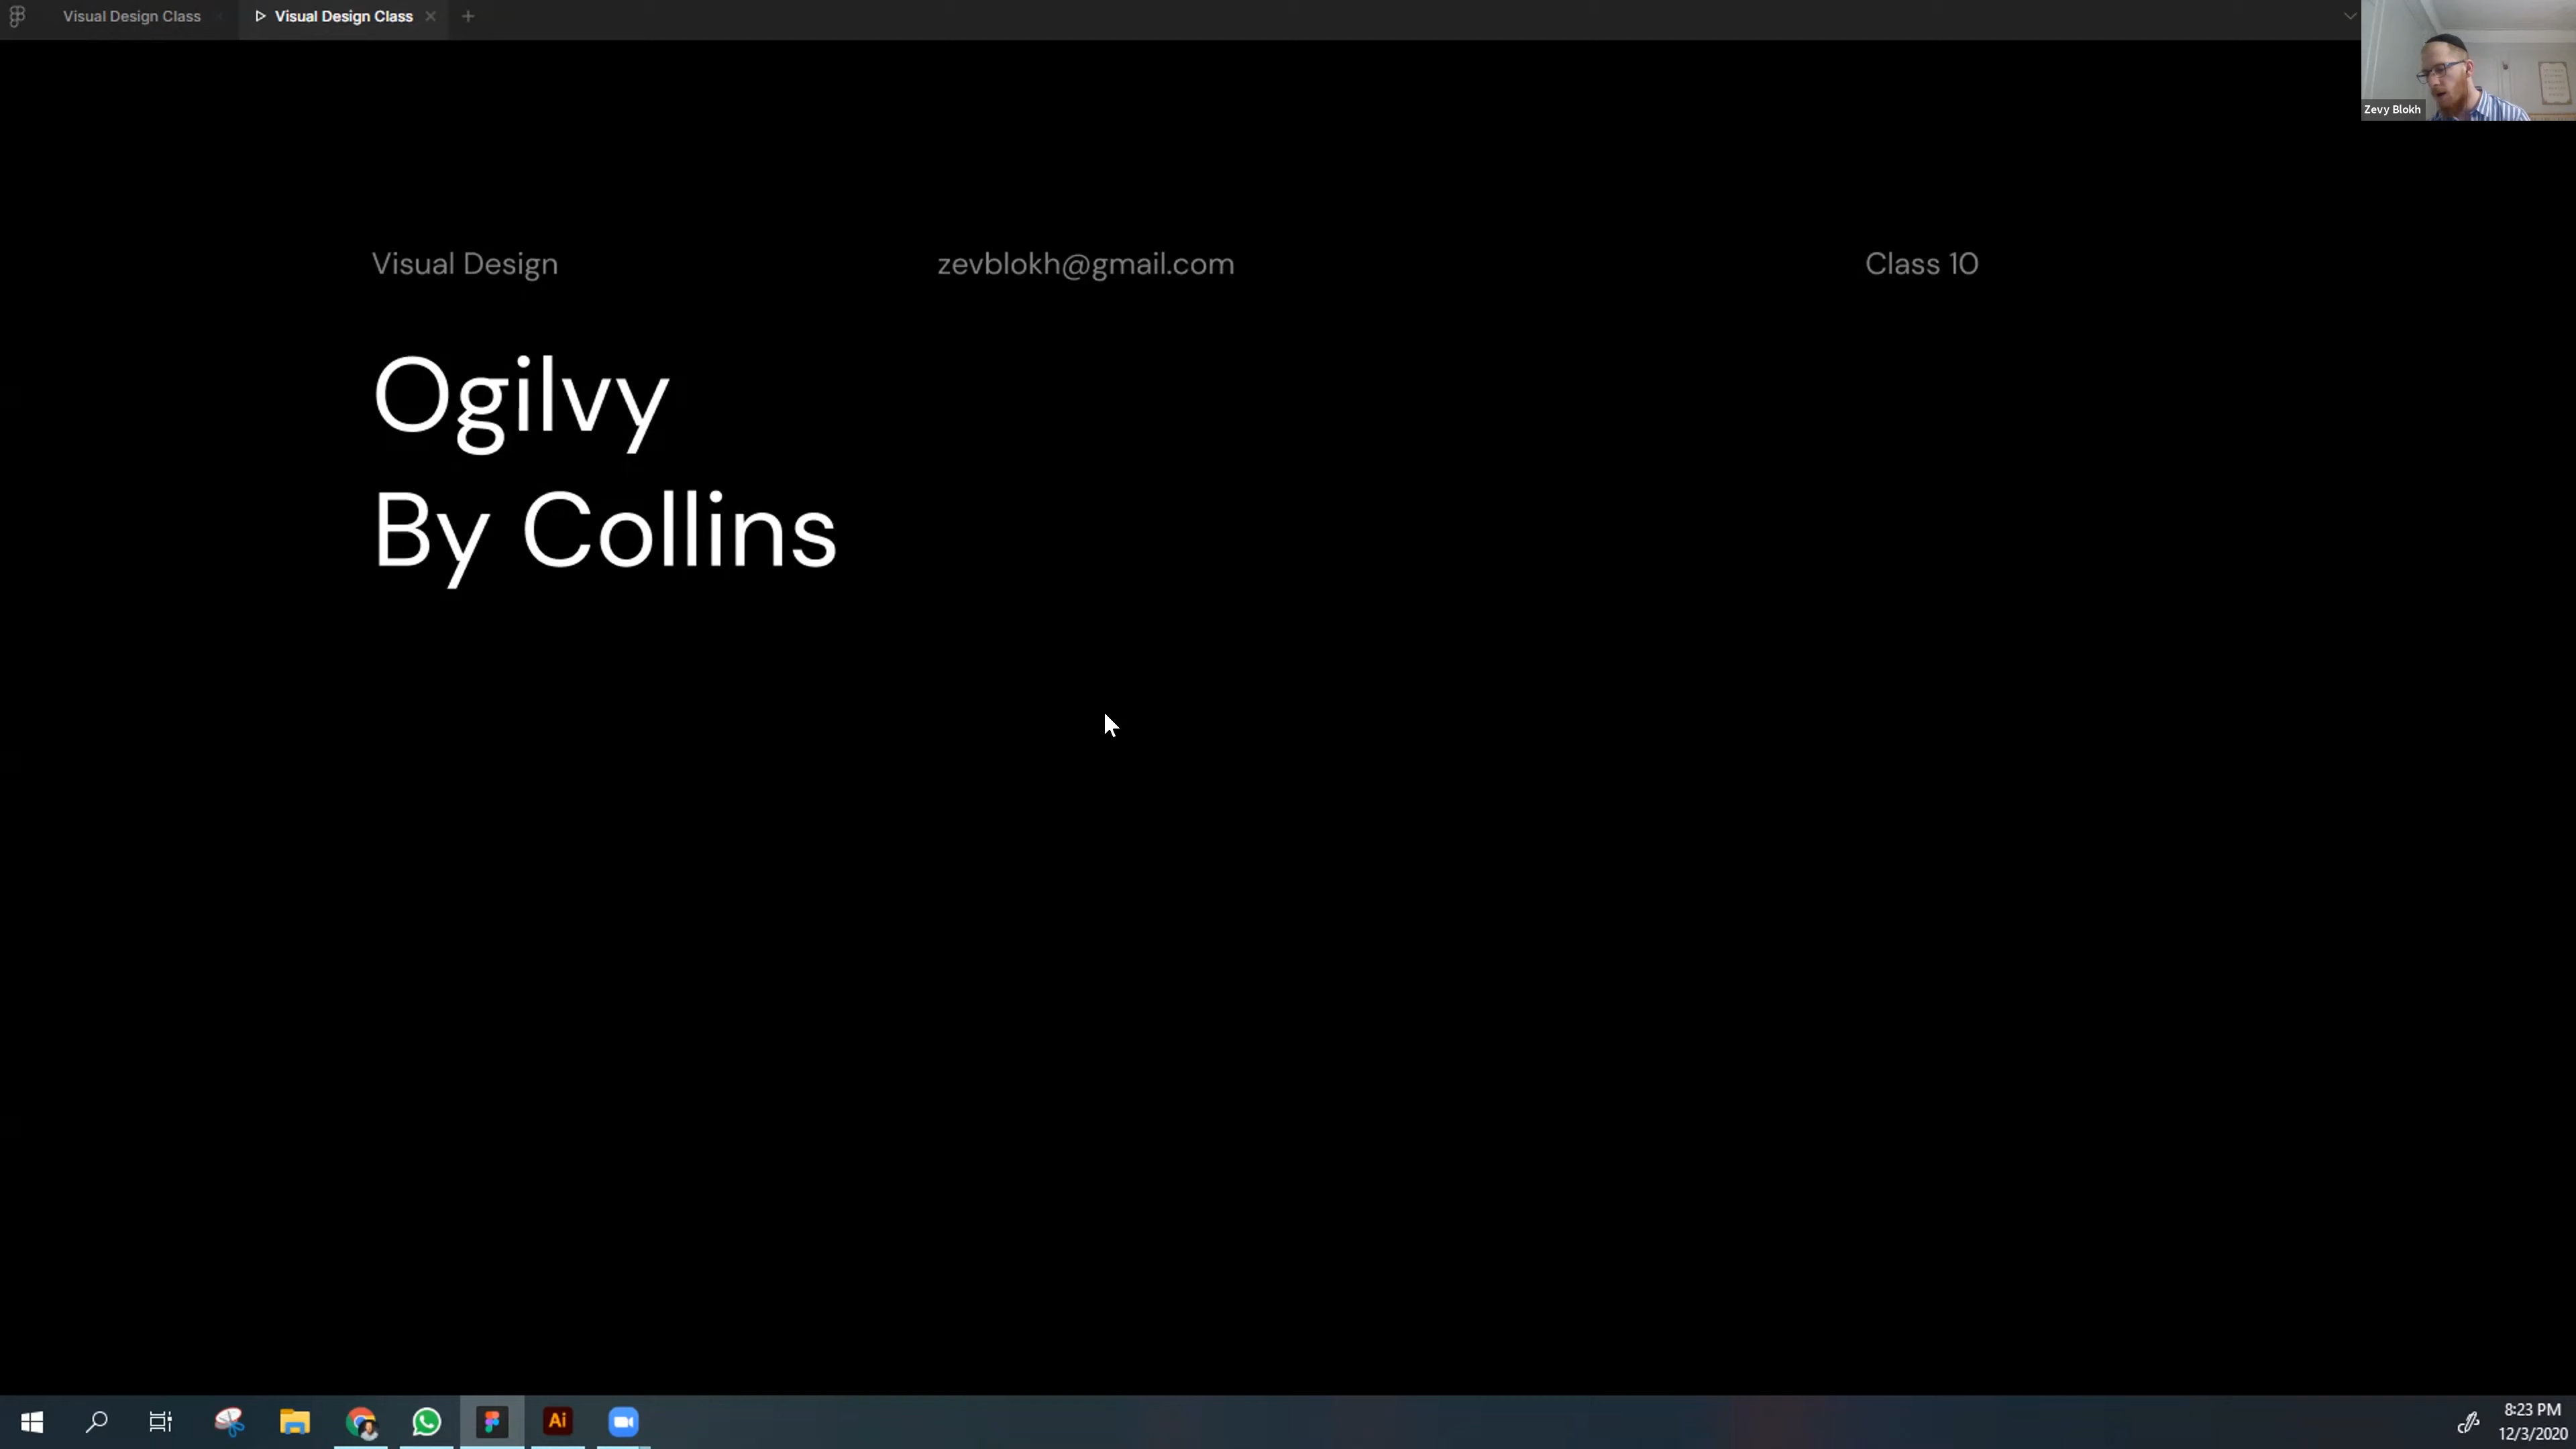 Visual Design Class
Visual Design Class
Zevy Blokh
Visual Design
zevblokh@gmail.com
Class 10
Ogilvy
By Collins
Ai
8:23 PM
12/3/2020